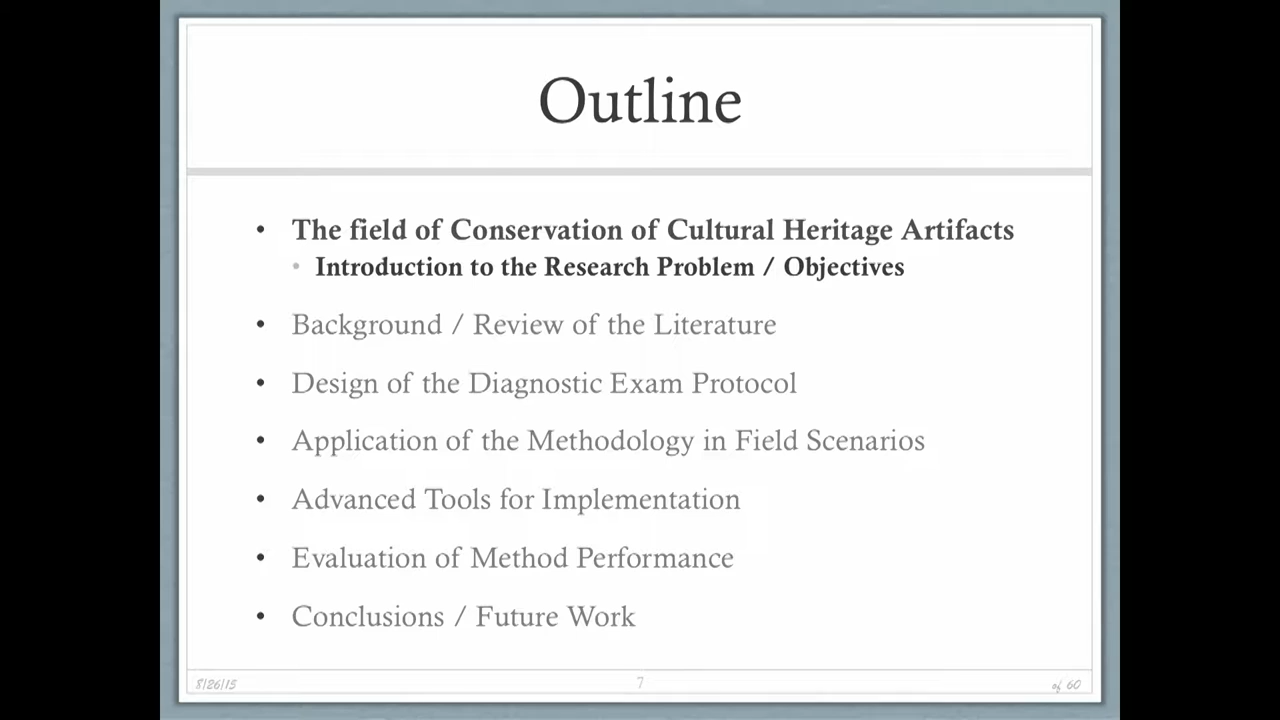 Outline
• The field of Conservation of Cultural Heritage Artifacts
• Introduction to the Research Problem / Objectives
• Background / Review of the Literature
• Design of the Diagnostic Exam Protocol
• Application of the Methodology in Field Scenarios
• Advanced Tools for Implementation
• Evaluation of Method Performance
• Conclusions / Future Work
8/26/15 7 of 60